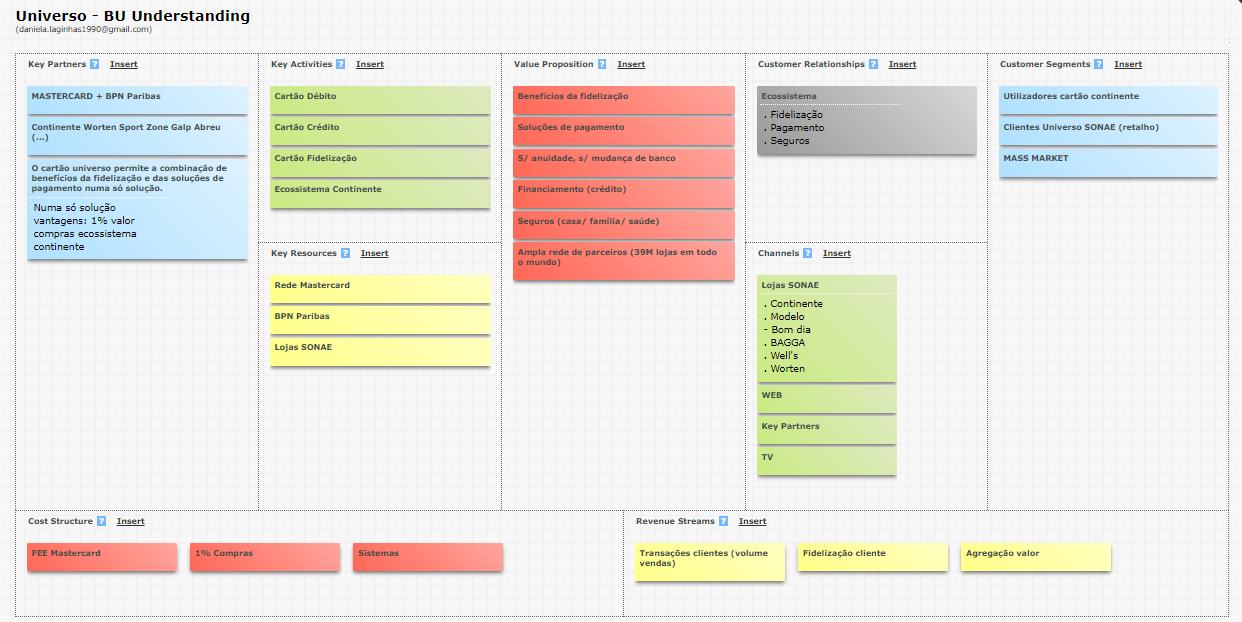 Universo - BU Understanding
(daniela.laginhas1990@gmail.com)
Key Partners ? Insert
MASTERCARD + BPN Paribas
Continente Worten Sport Zone Galp Abreu
(...)
O cartão universo permite a combinação de
benefícios da fidelização e das soluções de
pagamento numa só solução.
Numa só solução
vantagens: 1% valor
compras ecossistema
continente
Key Activities ? Insert
Cartão Débito
Cartão Crédito
Cartão Fidelização
Ecossistema Continente
Key Resources ? Insert
Rede Mastercard
BPN Paribas
Lojas SONAE
Value Proposition ? Insert
Benefícios da fidelização
Soluções de pagamento
S/ anuidade, s/ mudança de banco
Financiamento (crédito)
Seguros (casa/ família/ saúde)
Ampla rede de parceiros (39M lojas em todo
o mundo)
Customer Relationships ? Insert
Ecossistema
. Fidelização
. Pagamento
. Seguros
Channels ? Insert
Lojas SONAE
. Continente
. Modelo
- Bom dia
. BAGGA
. Well's
. Worten
WEB
Key Partners
TV
Customer Segments ? Insert
Utilizadores cartão continente
Clientes Universo SONAE (retalho)
MASS MARKET
Cost Structure ? Insert
FEE Mastercard
1% Compras
Sistemas
Revenue Streams ? Insert
Transações clientes (volume
vendas)
Fidelização cliente
Agregação valor